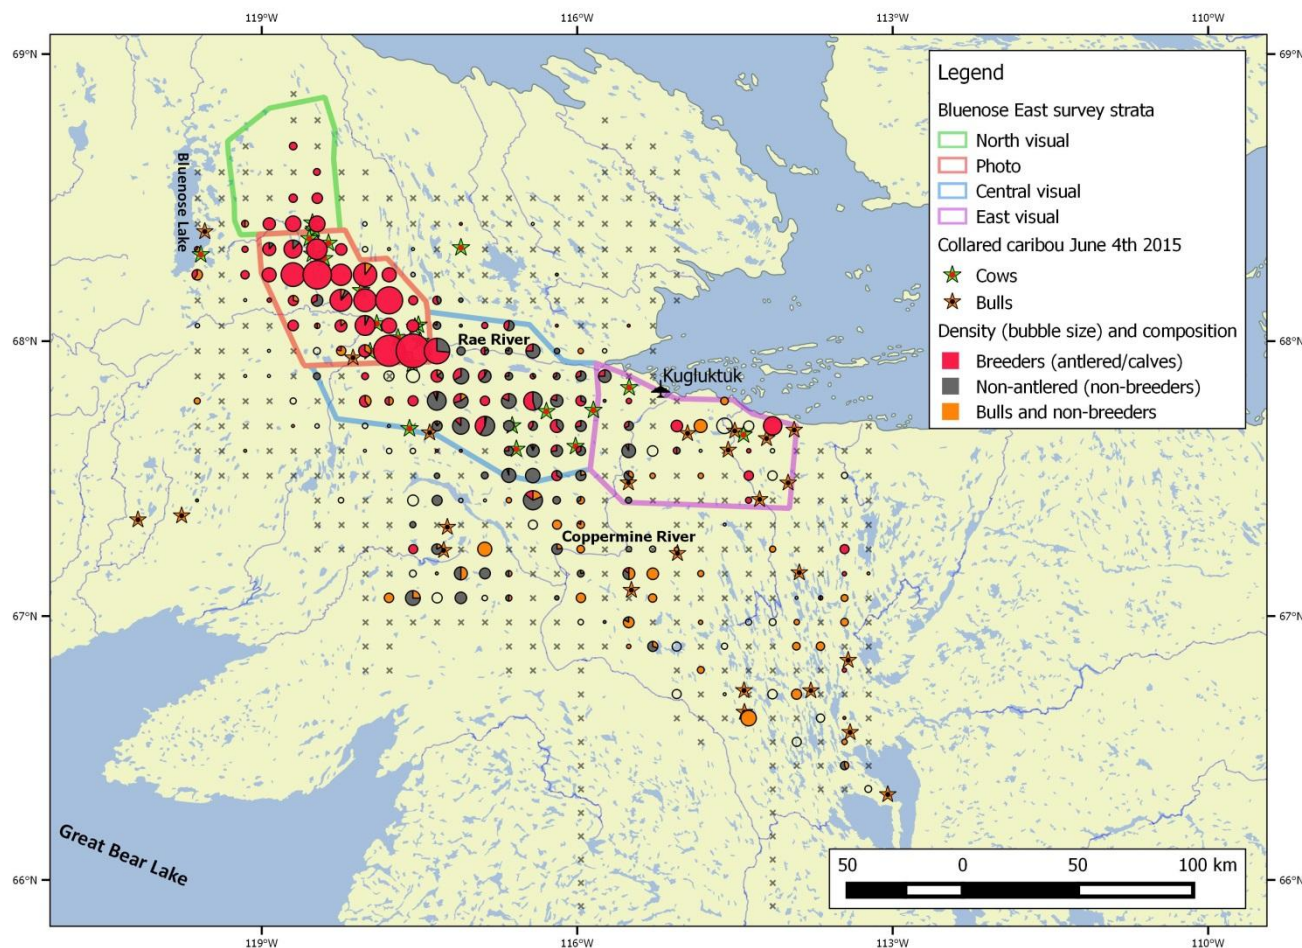 119°W 116°W 113°W 110°W
69°N 69°N
Legend
Bluenose East survey strata
North visual
Photo
Central visual
East visual
Collared caribou June 4th 2015
Cows
Bulls
Density (bubble size) and composition
Breeders (antlered/calves)
Non-antlered (non-breeders)
Bulls and non-breeders
Bluenose Lake
68°N 68°N
Rae River
Kugluktuk
Coppermine River
67°N 67°N
Great Bear Lake
50 0 50 100 km
66°N 66°N
119°W 116°W 113°W 110°W